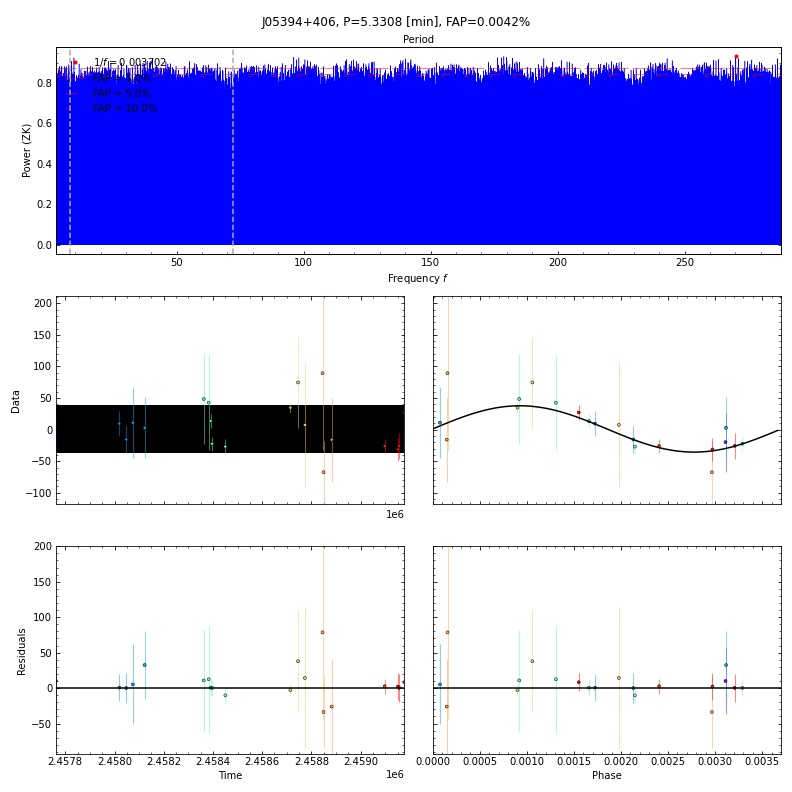 J05394+406, P=5.3308 [min], FAP=0.0042%
Period
1/f = 0.003702
FAP = 5.0%
FAP = 10.0%
Power (ZK)
0.8
0.6
0.4
0.2
0.0
50 100 150 200 250
Frequency f
Data
200
150
100
50
0
−50
−100
1e6
Residuals
200
150
100
50
0
−50
2.4578 2.4580 2.4582 2.4584 2.4586 2.4588 2.4590
1e6
Time
0.0000 0.0005 0.0010 0.0015 0.0020 0.0025 0.0030 0.0035
Phase